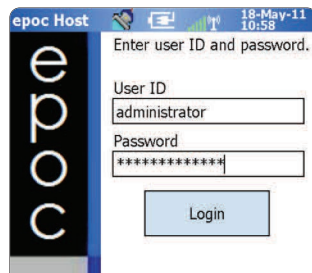 epoc Host
18-May-11
10:58
Enter user ID and password.
epoc
User ID
administrator
Password
*************
Login